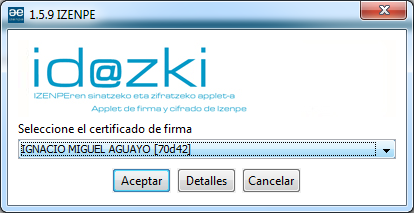 1.5.9 IZENPE
id@zki
IZENPEren sinatzeko eta zifratzeko applet-a
Applet de firma y cifrado de Izenpe
Seleccione el certificado de firma
IGNACIO MIGUEL AGUAYO [70d42]
Aceptar Detalles Cancelar